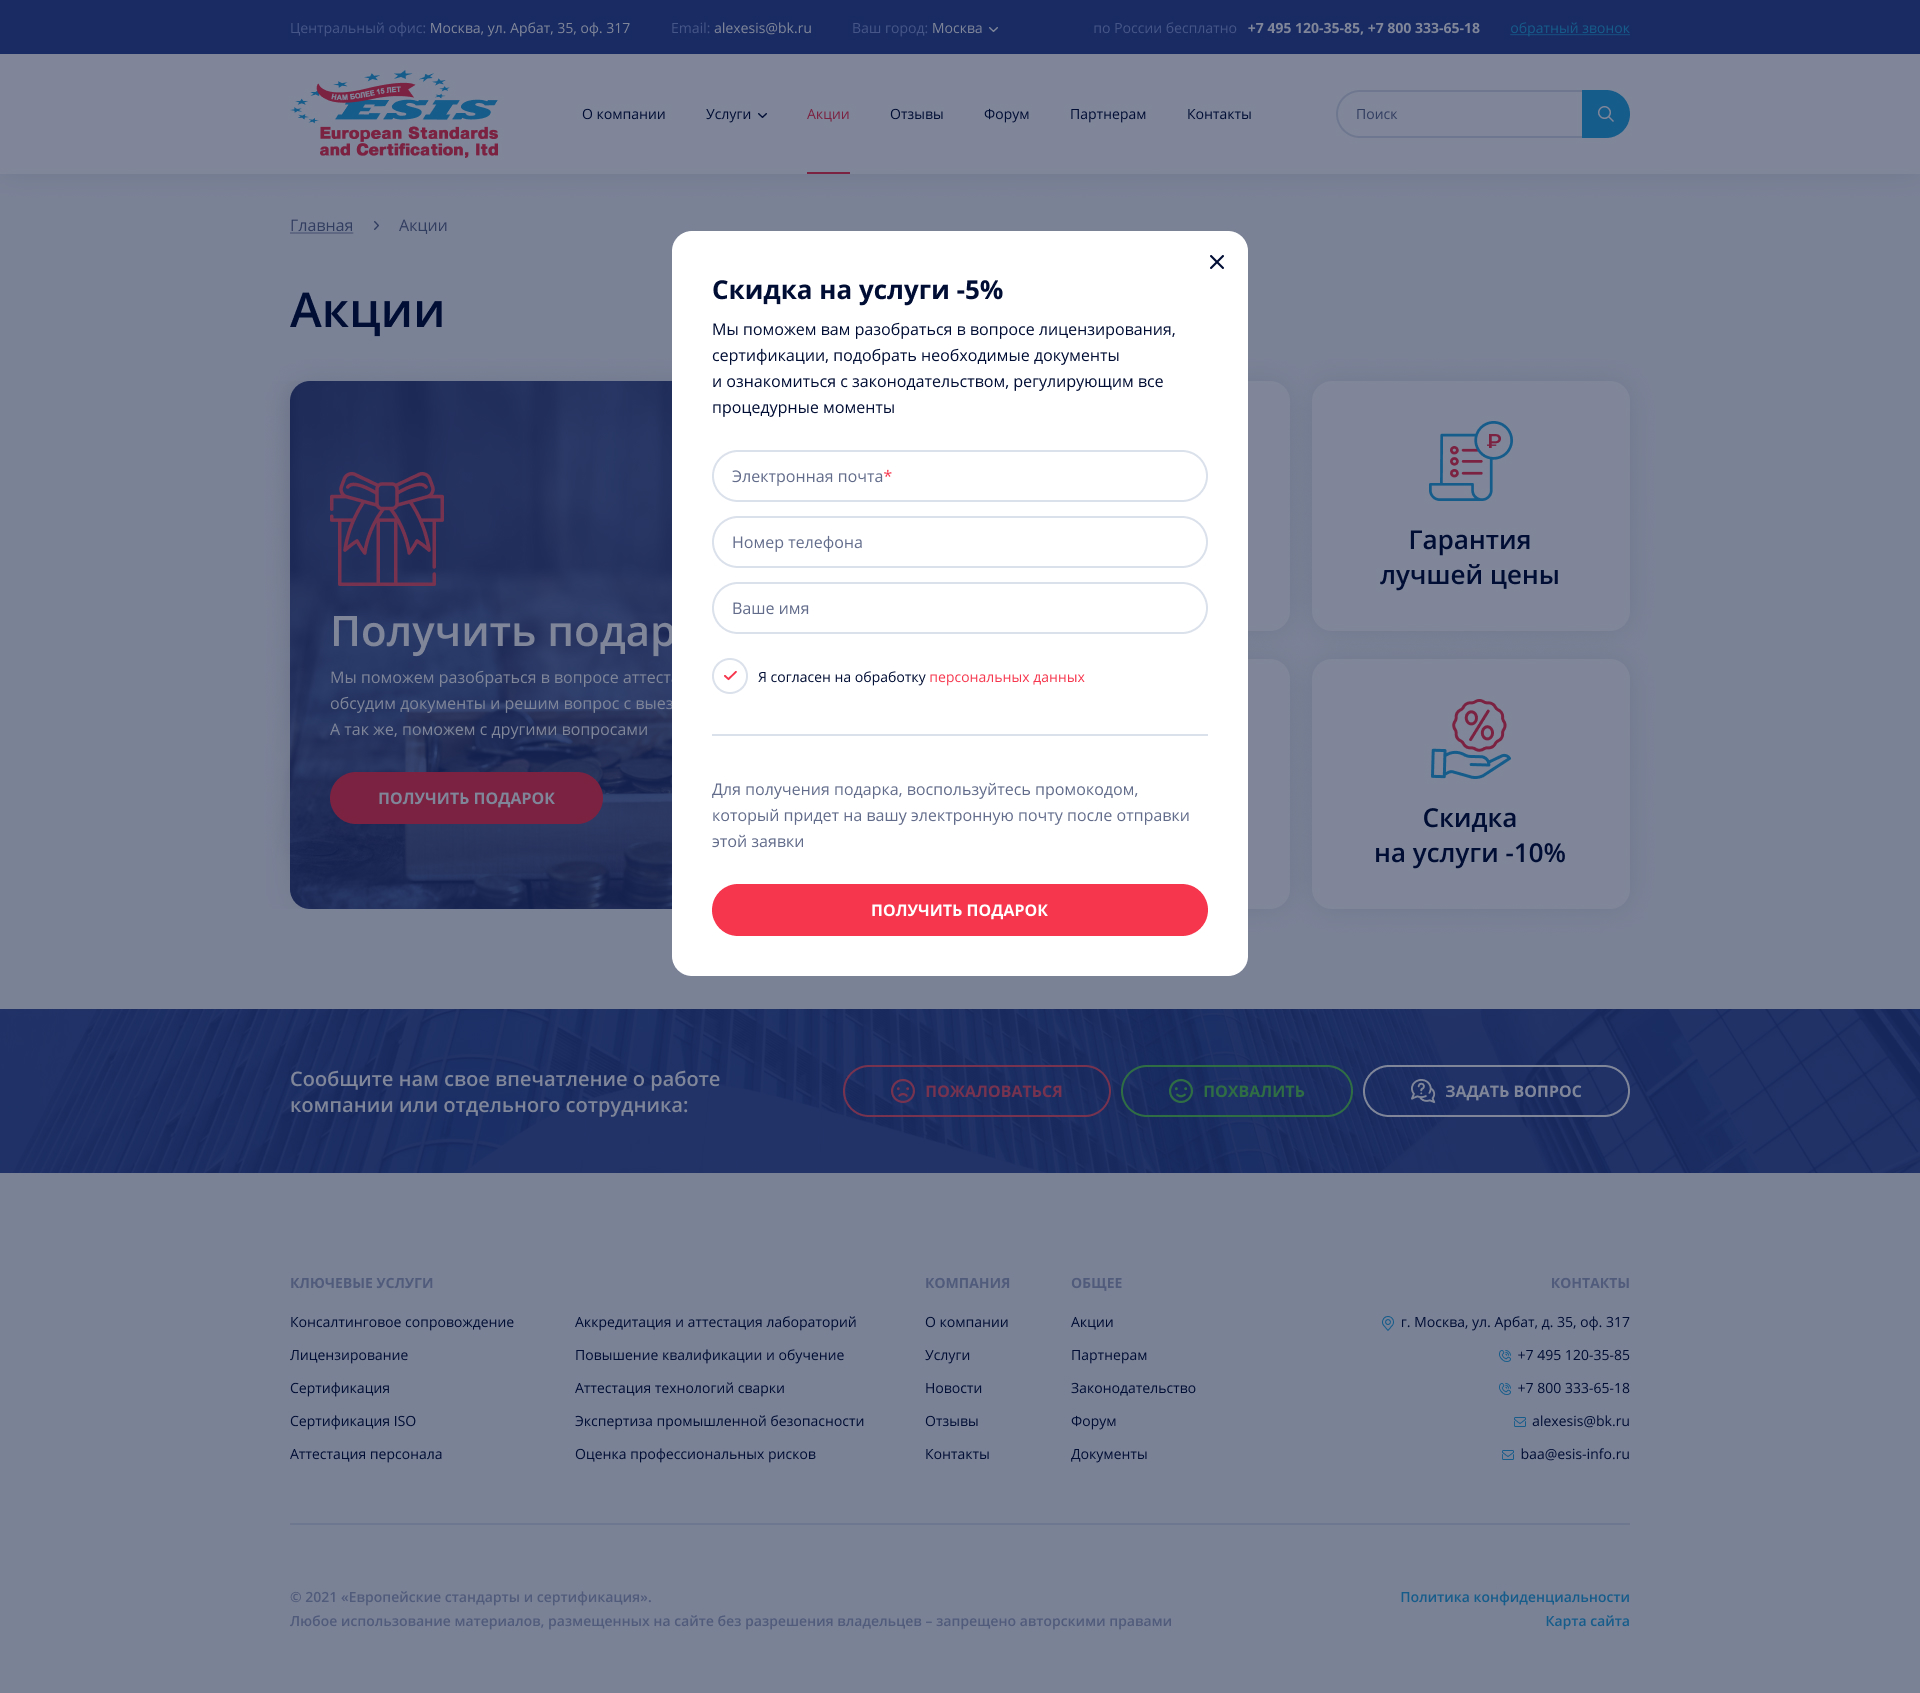 Центральный офис: Москва, ул. Арбат, 35, оф. 317
Email: alexesis@bk.ru
Ваш город: Москва
по России бесплатно +7 495 120-35-85, +7 800 333-65-18
обратный звонок
НАМ БОЛЕЕ 15 ЛЕТ
ESIS
European Standards
and Certification, ltd
О компании
Услуги
Акции
Отзывы
Форум
Партнерам
Контакты
Поиск
Главная
Акции
Акции
Получить подар
Мы поможем разобраться в вопросе
обсудим документы и решим вопрос с
А так же, поможем с другими вопросами
ПОЛУЧИТЬ ПОДАРОК
Скидка на услуги -5%
Мы поможем вам разобраться в вопросе лицензирования,
сертификации, подобрать необходимые документы
и ознакомиться с законодательством, регулирующим все
процедурные моменты
Электронная почта*
Номер телефона
Ваше имя
Я согласен на обработку персональных данных
Для получения подарка, воспользуйтесь промокодом,
который придет на вашу электронную почту после отправки
этой заявки
ПОЛУЧИТЬ ПОДАРОК
Гарантия
лучшей цены
Скидка
на услуги -10%
Сообщите нам свое впечатление о работе
компании или отдельного сотрудника:
ПОЖАЛОВАТЬСЯ
ПОХВАЛИТЬ
ЗАДАТЬ ВОПРОС
КЛЮЧЕВЫЕ УСЛУГИ
Консалтинговое сопровождение
Лицензирование
Сертификация
Сертификация ISO
Аттестация персонала
Аккредитация и аттестация лабораторий
Повышение квалификации и обучение
Аттестация технологий сварки
Экспертиза промышленной безопасности
Оценка профессиональных рисков
КОМПАНИЯ
О компании
Услуги
Новости
Отзывы
Контакты
ОБЩЕЕ
Акции
Партнерам
Законодательство
Форум
Документы
КОНТАКТЫ
г. Москва, ул. Арбат, д. 35, оф. 317
+7 495 120-35-85
+7 800 333-65-18
alexesis@bk.ru
baa@esis-info.ru
© 2021 «Европейские стандарты и сертификация».
Любое использование материалов, размещенных на сайте без разрешения владельцев – запрещено авторскими правами
Политика конфиденциальности
Карта сайта